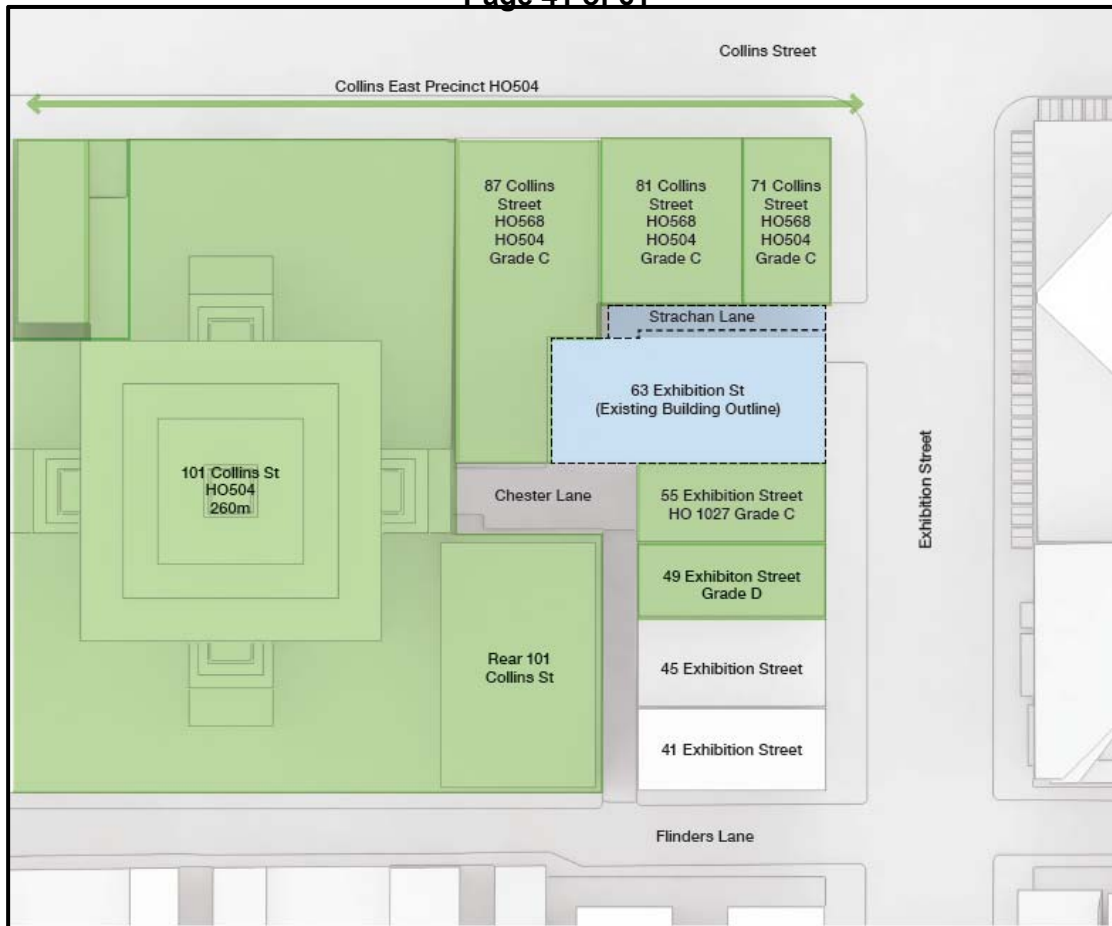 Collins Street
Collins East Precinct HO504
87 Collins
Street
HO568
HO504
Grade C
81 Collins
Street
HO568
HO504
Grade C
71 Collins
Street
HO568
HO504
Grade C
Strachan Lane
63 Exhibition St
(Existing Building Outline)
101 Collins St
HO504
260m
Chester Lane
55 Exhibition Street
HO 1027 Grade C
Exhibition Street
49 Exhibiton Street
Grade D
Rear 101
Collins St
45 Exhibition Street
41 Exhibition Street
Flinders Lane